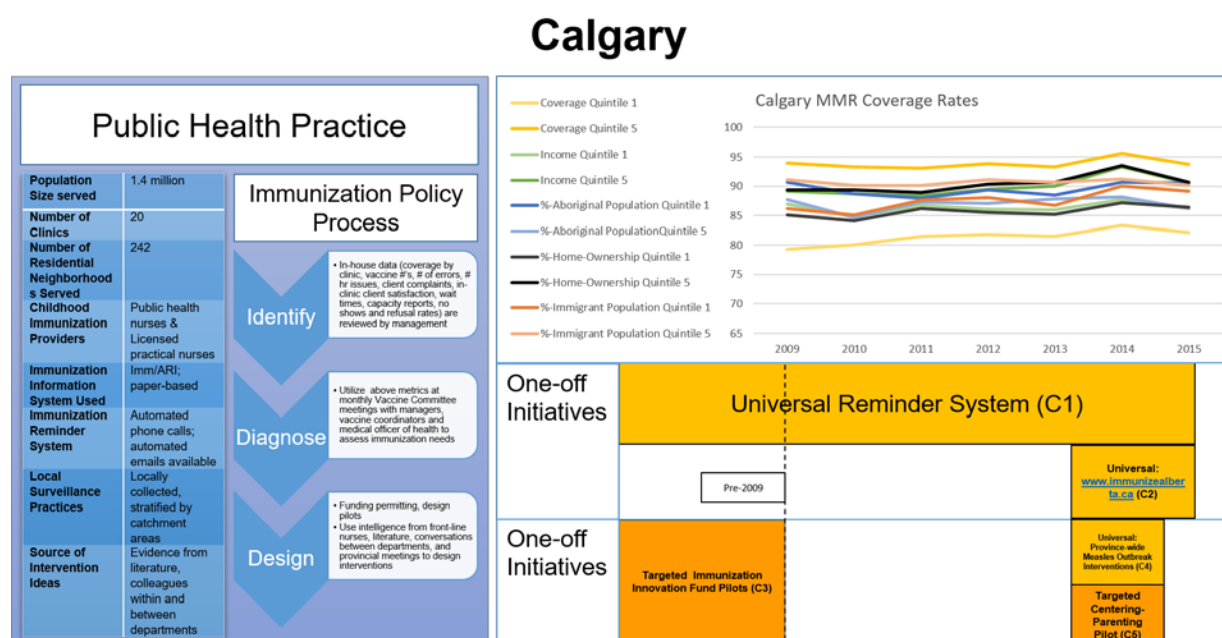 Calgary
Public Health Practice
Population
Size served
1.4 million
Number of
Clinics
20
Number of
Residential
Neighborhood
s Served
242
Childhood
Immunization
Providers
Public health
nurses &
Licensed
practical nurses
Immunization
Information
System Used
Imm/ARI;
paper-based
Immunization
Reminder
System
Automated
phone calls;
automated
emails available
Local
Surveillance
Practices
Locally
collected,
stratified by
catchment
areas
Source of
Intervention
Ideas
Evidence from
literature,
colleagues
within and
between
departments
Immunization Policy
Process
Identify
• In-house data (coverage by
clinic, vaccine #'s, # of errors, #
hr issues, client complaints, in-
clinic client satisfaction, wait
times, capacity reports, no
shows and refusal rates) are
reviewed by management
Diagnose
• Utilize above metrics at
monthly Vaccine Committee
meetings with managers,
vaccine coordinators and
medical officer of health to
assess immunization needs
Design
• Funding permitting, design
pilots
• Use intelligence from front-line
nurses, literature, conversations
between departments, and
provincial meetings to design
interventions
Coverage Quintile 1
Coverage Quintile 5
Income Quintile 1
Income Quintile 5
%-Aboriginal Population Quintile 1
%-Aboriginal PopulationQuintile 5
%-Home-Ownership Quintile 1
%-Home-Ownership Quintile 5
%-Immigrant Population Quintile 1
%-Immigrant Population Quintile 5
Calgary MMR Coverage Rates
100
95
90
85
80
75
70
65
2009 2010 2011 2012 2013 2014 2015
One-off
Initiatives
Universal Reminder System (C1)
Pre-2009
Universal:
www.immunizealber
ta.ca (C2)
One-off
Initiatives
Targeted Immunization
Innovation Fund Pilots (C3)
Universal:
Province-wide
Measles Outbreak
Interventions (C4)
Targeted
Centering-
Parenting
Pilot (C5)